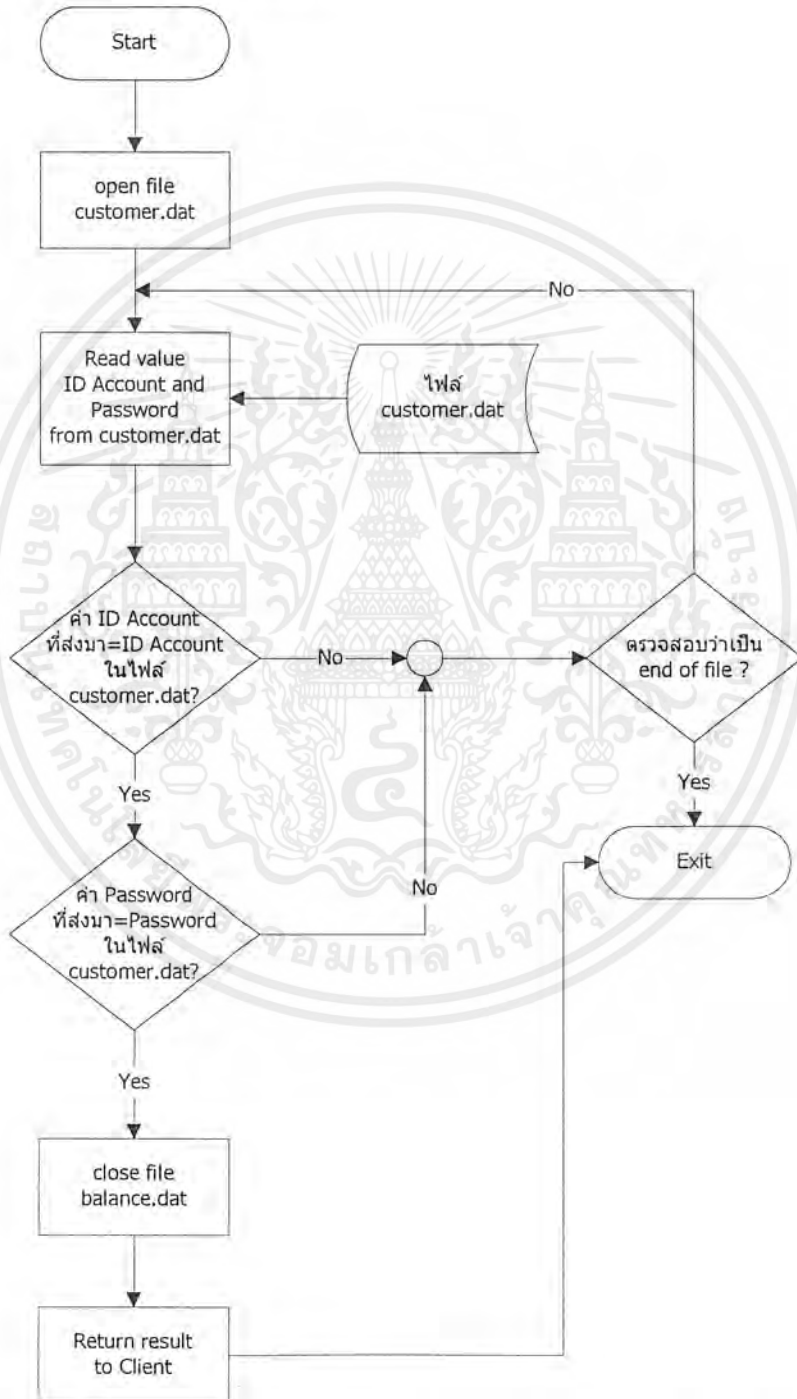 Start
open file
customer.dat
No
Read value
ID Account and
Password
from customer.dat
ไฟล์
customer.dat
ค่า ID Account
ที่ส่งมา=ID Account
ในไฟล์
customer.dat?
No
ตรวจสอบว่าเป็น
end of file ?
Yes
Yes
Exit
ค่า Password
ที่ส่งมา=Password
ในไฟล์
customer.dat?
No
Yes
close file
balance.dat
Return result
to Client